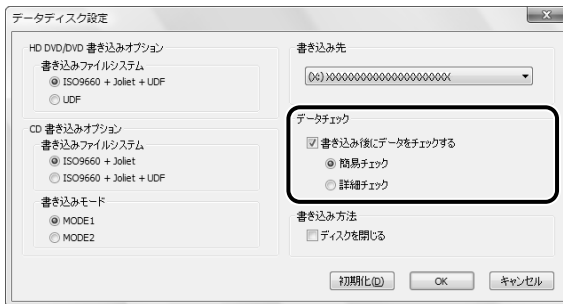 データディスク設定
HD DVD/DVD 書き込みオプション
書き込みファイルシステム
ISO9660 + Joliet + UDF
UDF
CD 書き込みオプション
書き込みファイルシステム
ISO9660 + Joliet
ISO9660 + Joliet + UDF
書き込みモード
MODE1
MODE2
書き込み先
(X:) XXXXXXXXXXXXXXXXXXXX
データチェック
書き込み後にデータをチェックする
簡易チェック
詳細チェック
書き込み方法
ディスクを閉じる
初期化(D)
OK
キャンセル